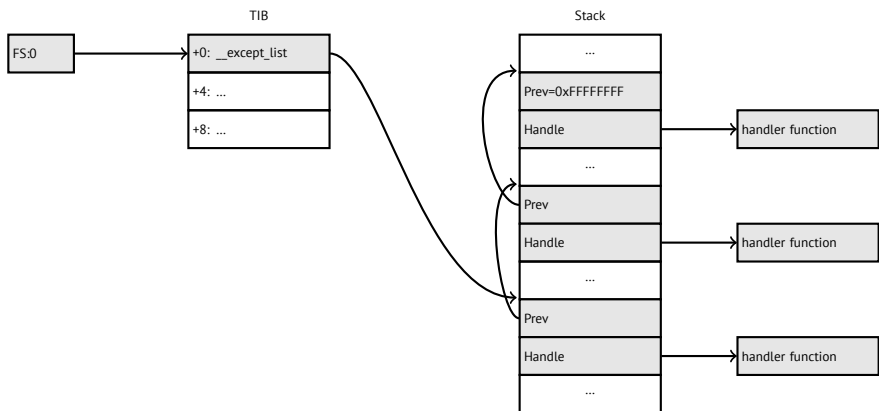 TIB
Stack
FS:0
+0: __except_list
+4: ...
+8: ...
...
Prev=0xFFFFFFFF
Handle
handler function
...
Prev
Handle
handler function
...
Prev
Handle
handler function
...